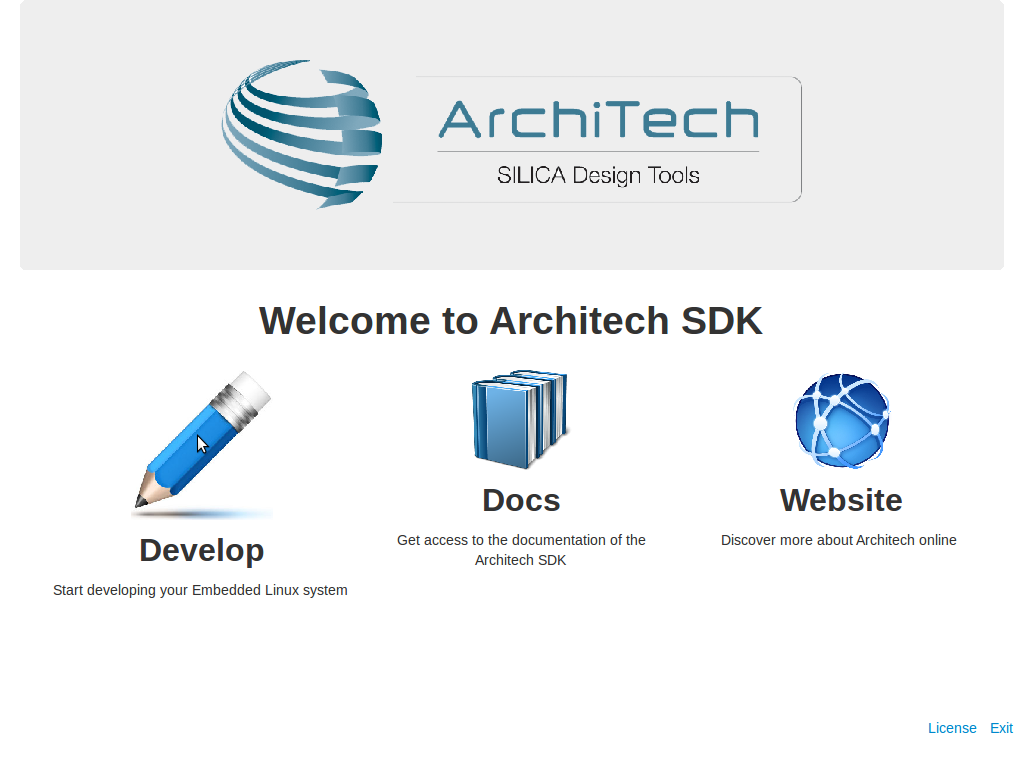 ArchiTech
SILICA Design Tools
Welcome to Architech SDK
Develop
Start developing your Embedded Linux system
Docs
Get access to the documentation of the
Architech SDK
Website
Discover more about Architech online
License Exit